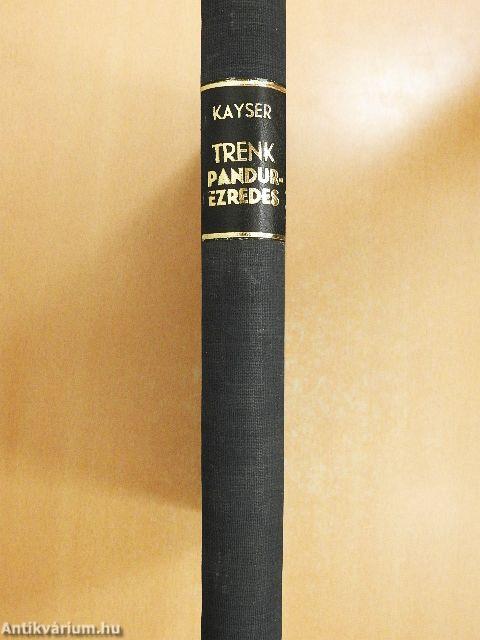 KAYSER
TRENK
PANDUR-
EZREDES
Antikvárium.hu